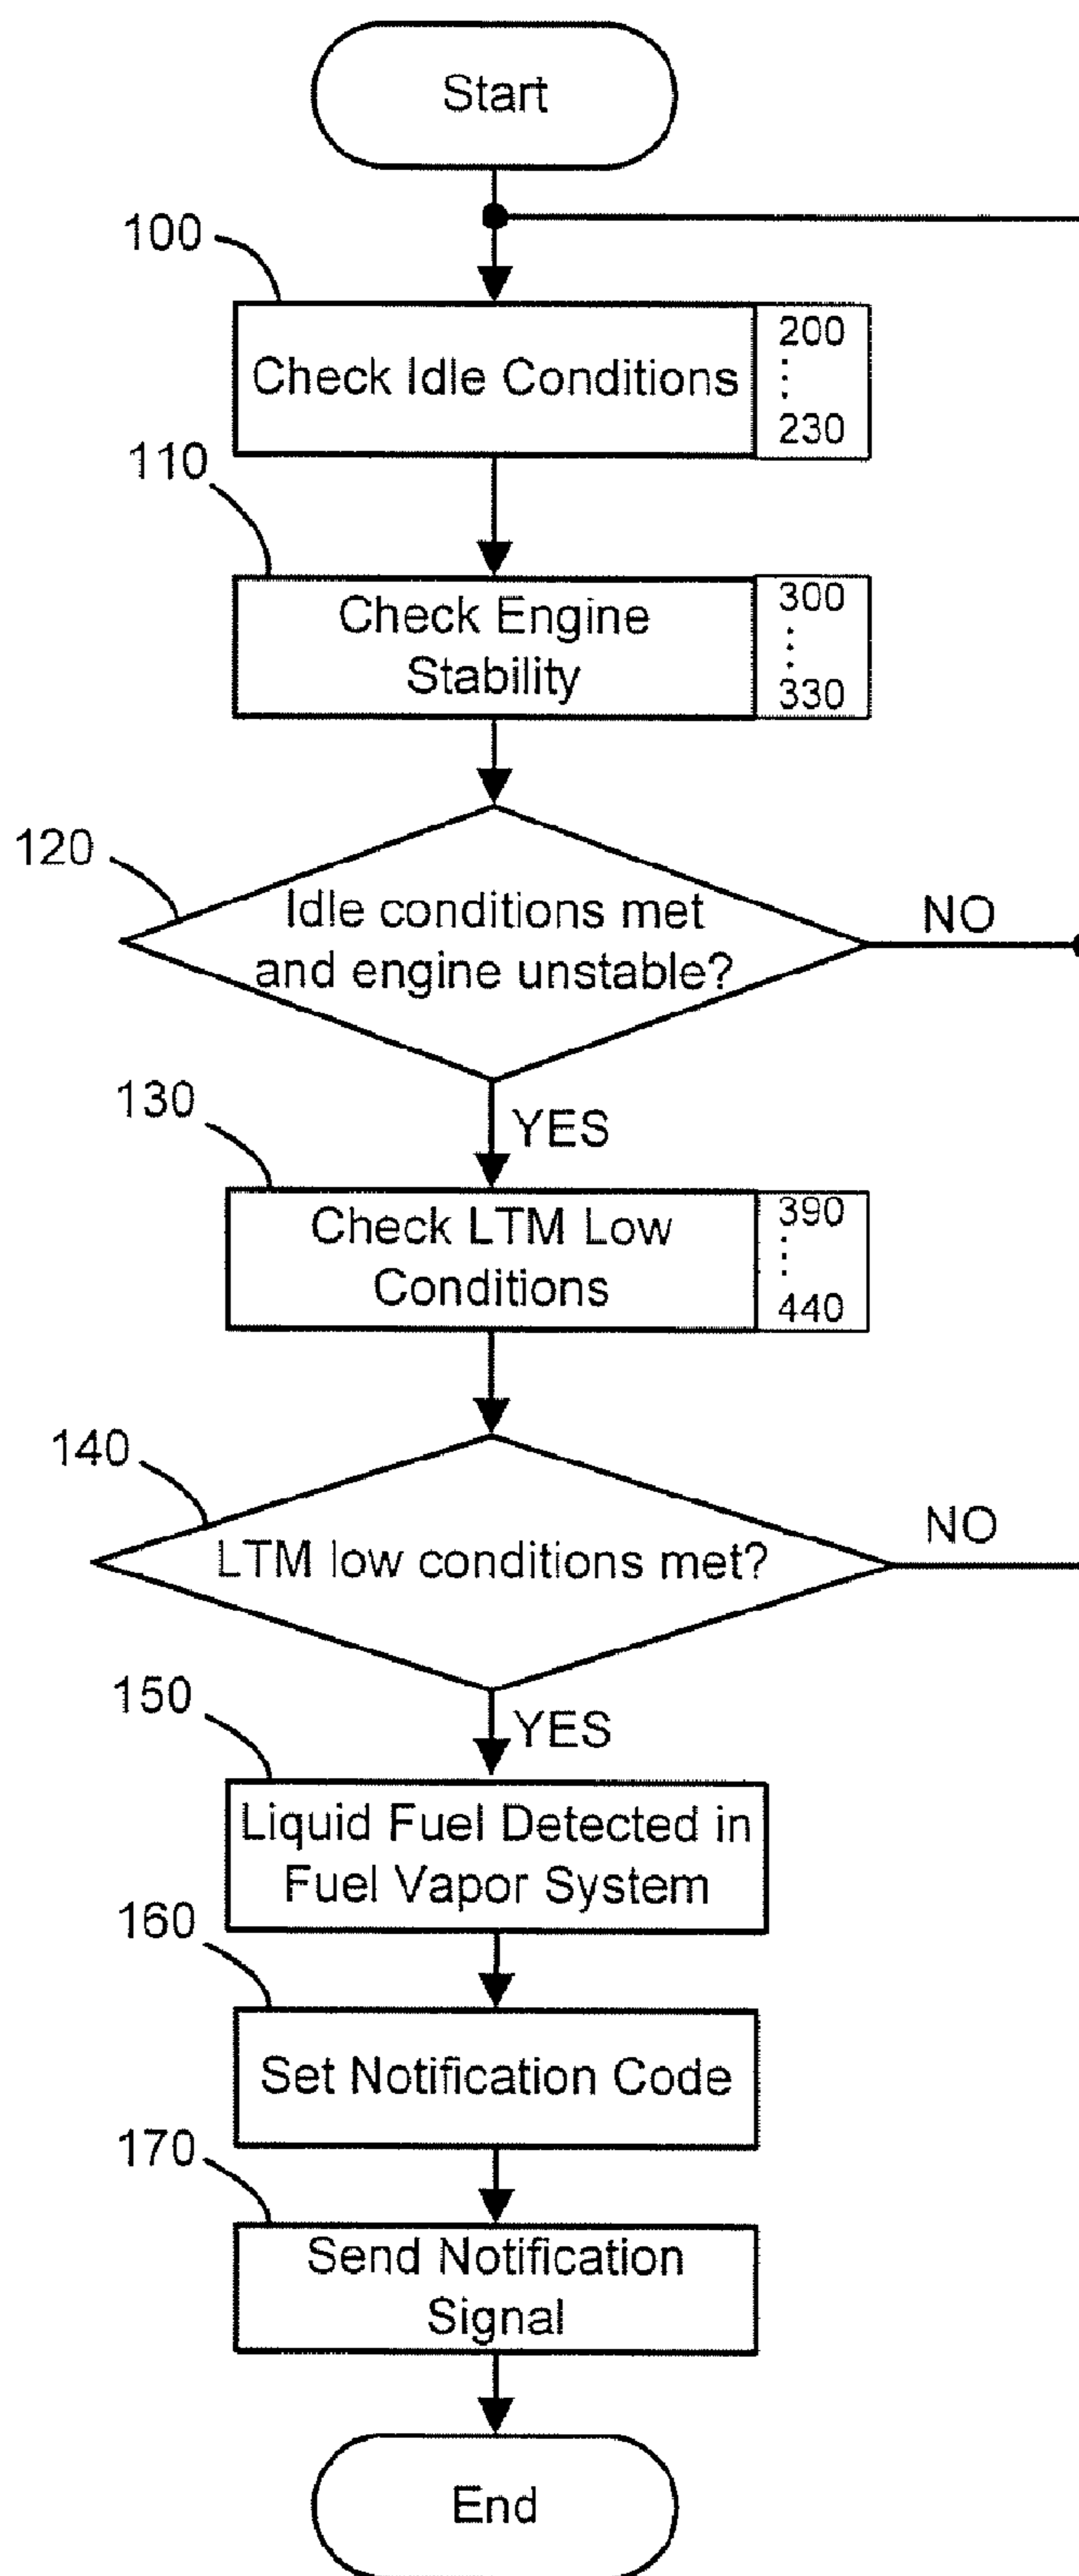 Start
100
Check Idle Conditions
200
⋮
230
110
Check Engine
Stability
300
⋮
330
120
Idle conditions met
and engine unstable?
NO
YES
130
Check LTM Low
Conditions
390
⋮
440
140
LTM low conditions met?
NO
YES
150
Liquid Fuel Detected in
Fuel Vapor System
160
Set Notification Code
170
Send Notification
Signal
End